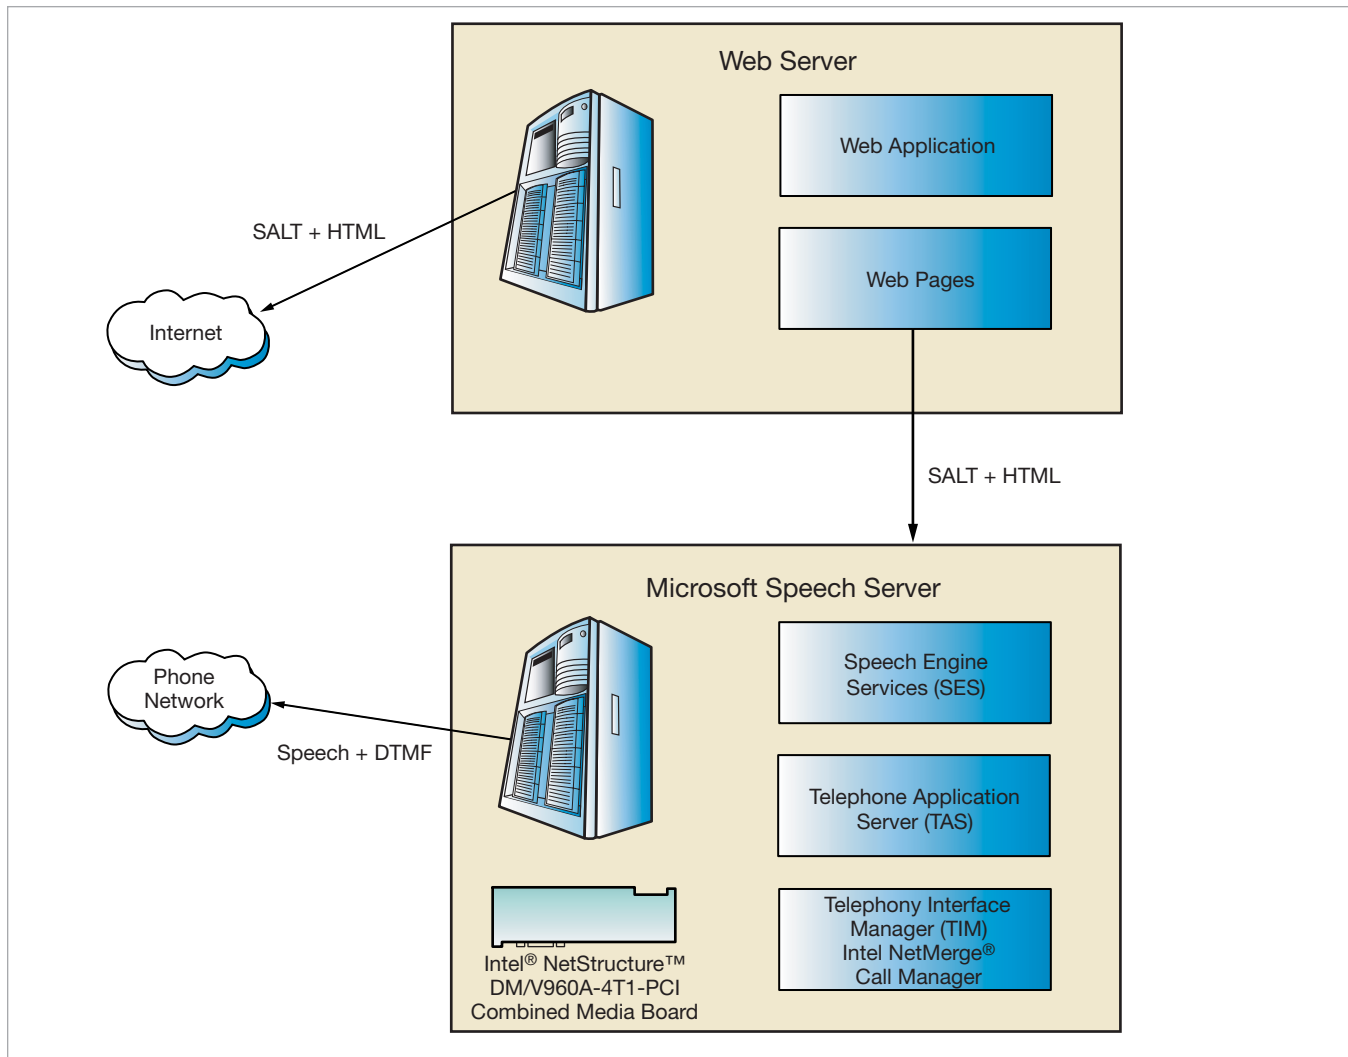 Web Server
Web Application
SALT + HTML
Web Pages
Internet
SALT + HTML
Microsoft Speech Server
Speech Engine
Services (SES)
Phone
Network
Speech + DTMF
Telephone Application
Server (TAS)
Telephony Interface
Manager (TIM)
Intel NetMerge®
Call Manager
Intel® NetStructure™
DM/V960A-4T1-PCI
Combined Media Board